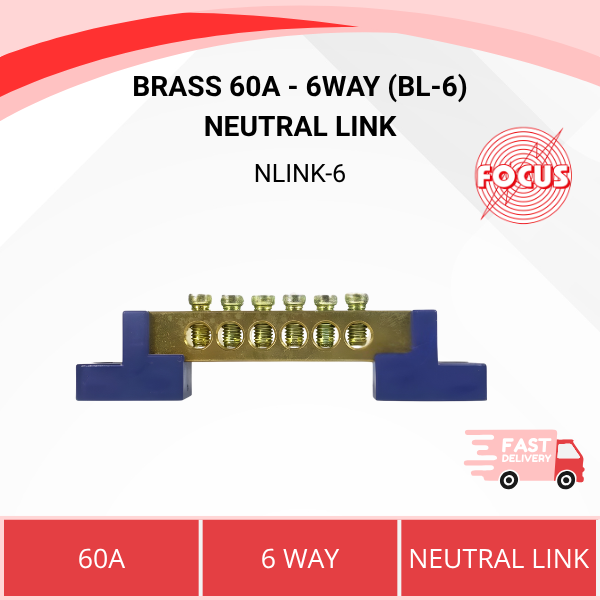 BRASS 60A - 6WAY (BL-6)
NEUTRAL LINK
NLINK-6
FOCUS
FAST
DELIVERY
60A
6 WAY
NEUTRAL LINK